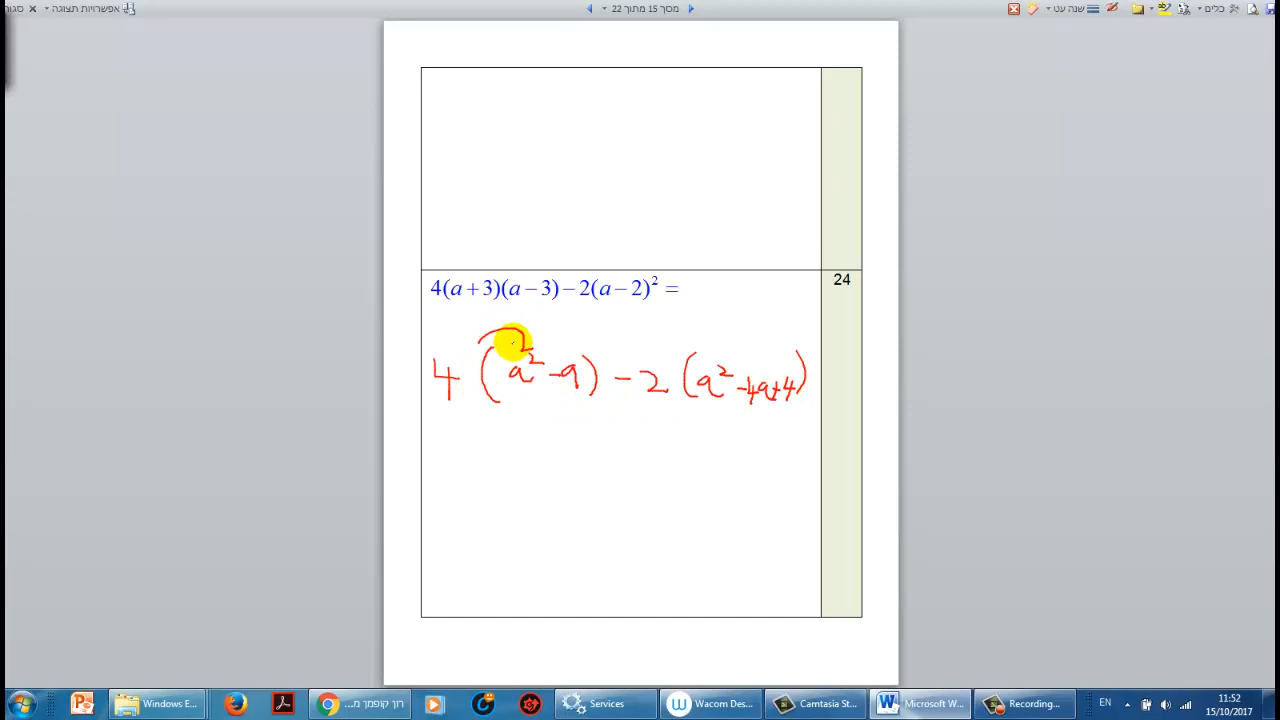 סגור ✕ אפשרויות תצוגה
מסך 15 מתוך 22
שנה עט
כלים
4(a+3)(a−3)−2(a−2)² =
24
4 (a² −9) −2 (a² −4a+4)
Windows E...
רון קופמן מ...
Services
Wacom Des...
Camtasia St...
Microsoft W...
Recording...
EN
11:52
15/10/2017